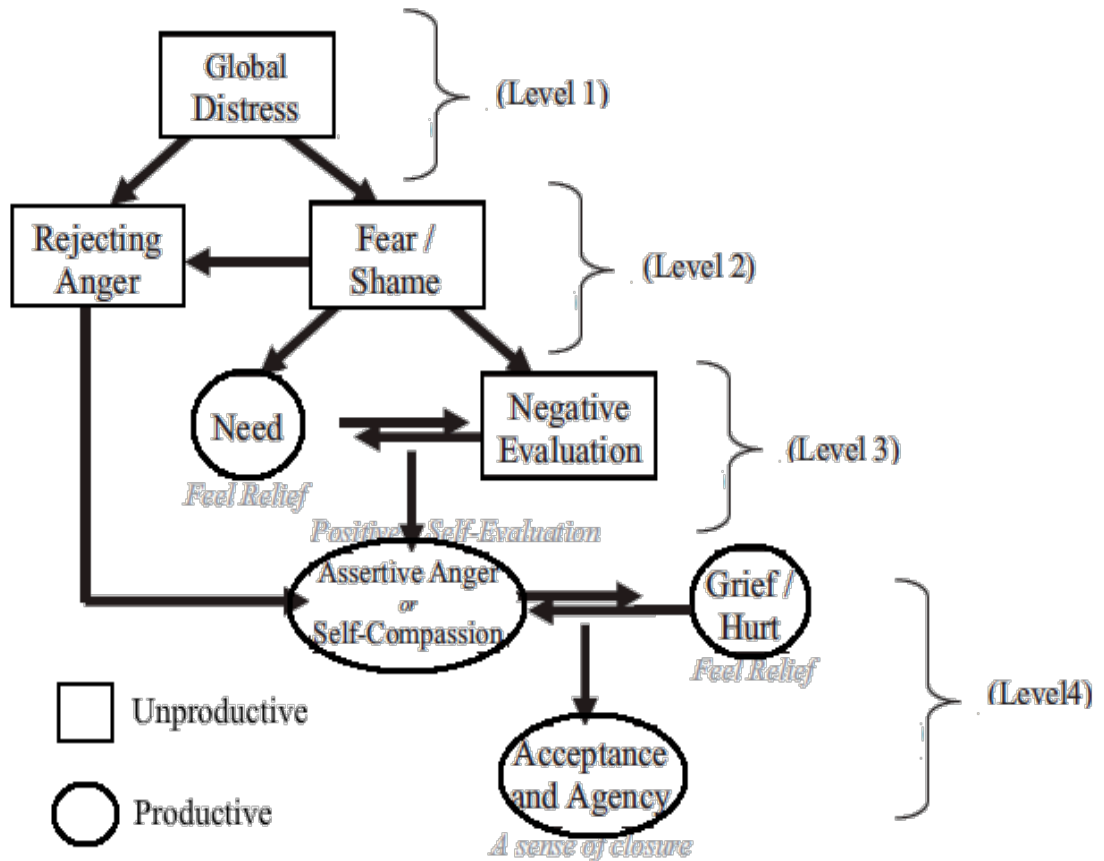 Global
Distress
(Level 1)
Rejecting
Anger
Fear /
Shame
(Level 2)
Need
Feel Relief
Negative
Evaluation
(Level 3)
Positive Self-Evaluation
Assertive Anger
or
Self-Compassion
Grief /
Hurt
Feel Relief
(Level4)
Unproductive
Productive
Acceptance
and Agency
A sense of closure